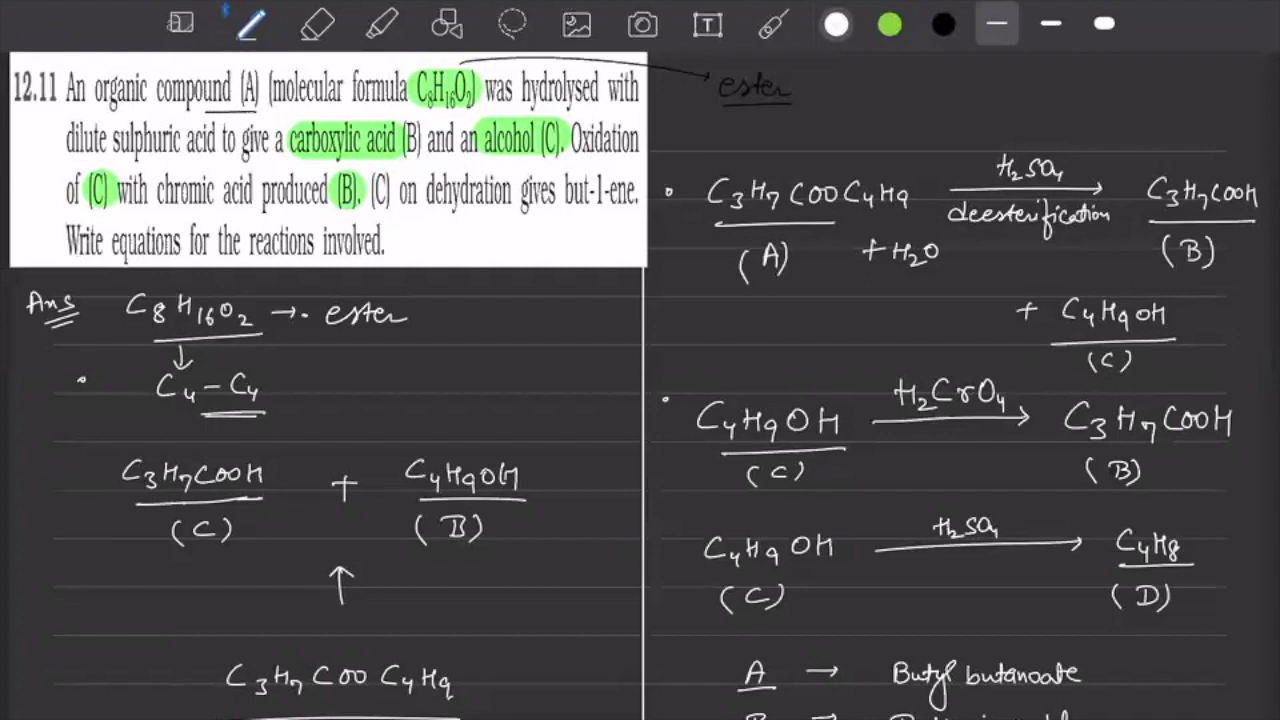 12.11 An organic compound (A) (molecular formula C₈H₁₆O₂) was hydrolysed with
dilute sulphuric acid to give a carboxylic acid (B) and an alcohol (C). Oxidation
of (C) with chromic acid produced (B). (C) on dehydration gives but-1-ene.
Write equations for the reactions involved.
Ans C₈H₁₆O₂ → . ester
C₄ – C₄
C₃H₇COOH + C₄H₉OH
(C) (B)
↑
C₃H₇COOC₄H₉
ester
• C₃H₇COOC₄H₉ H₂SO₄ → C₃H₇COOH
deesterification
(A) + H₂O (B)
+ C₄H₉OH
(C)
• C₄H₉OH H₂CrO₄ → C₃H₇COOH
(C) (B)
C₄H₉OH H₂SO₄ → C₄H₈
(C) (D)
A → Butyl butanoate
T